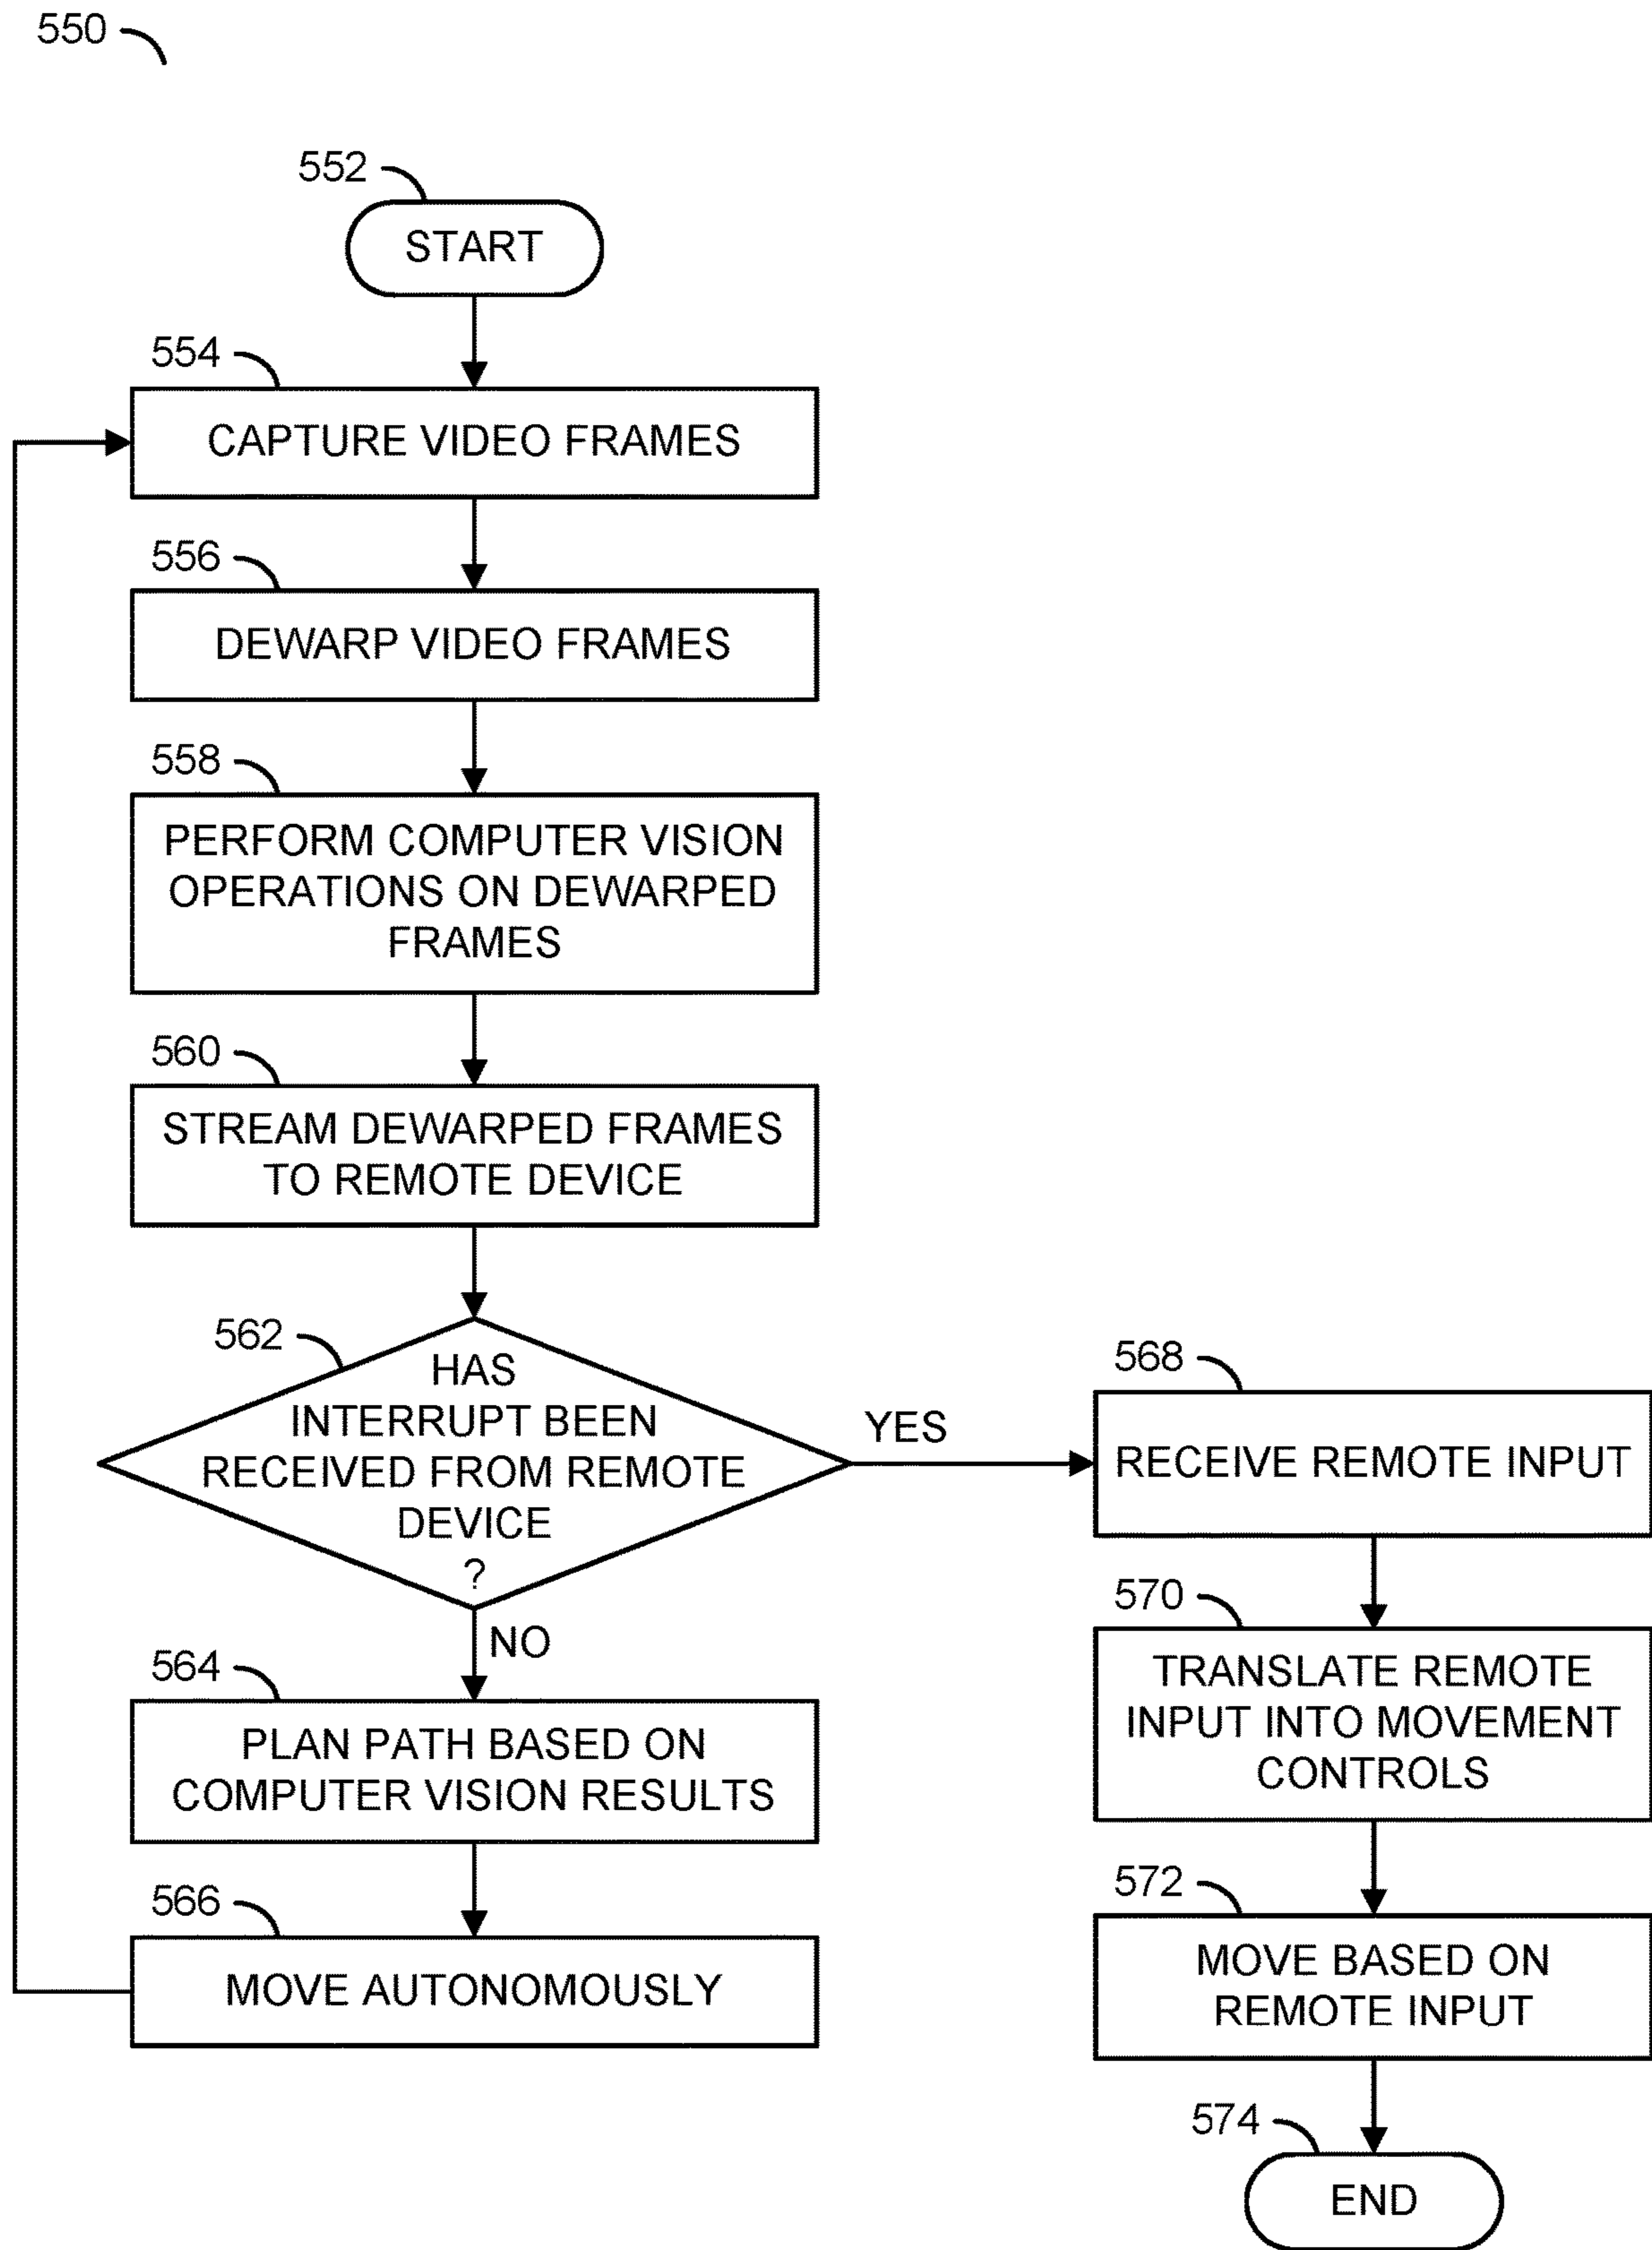 550
552
START
554
CAPTURE VIDEO FRAMES
556
DEWARP VIDEO FRAMES
558
PERFORM COMPUTER VISION
OPERATIONS ON DEWARPED
FRAMES
560
STREAM DEWARPED FRAMES
TO REMOTE DEVICE
562
HAS
INTERRUPT BEEN
RECEIVED FROM REMOTE
DEVICE
?
YES
NO
564
PLAN PATH BASED ON
COMPUTER VISION RESULTS
566
MOVE AUTONOMOUSLY
568
RECEIVE REMOTE INPUT
570
TRANSLATE REMOTE
INPUT INTO MOVEMENT
CONTROLS
572
MOVE BASED ON
REMOTE INPUT
574
END